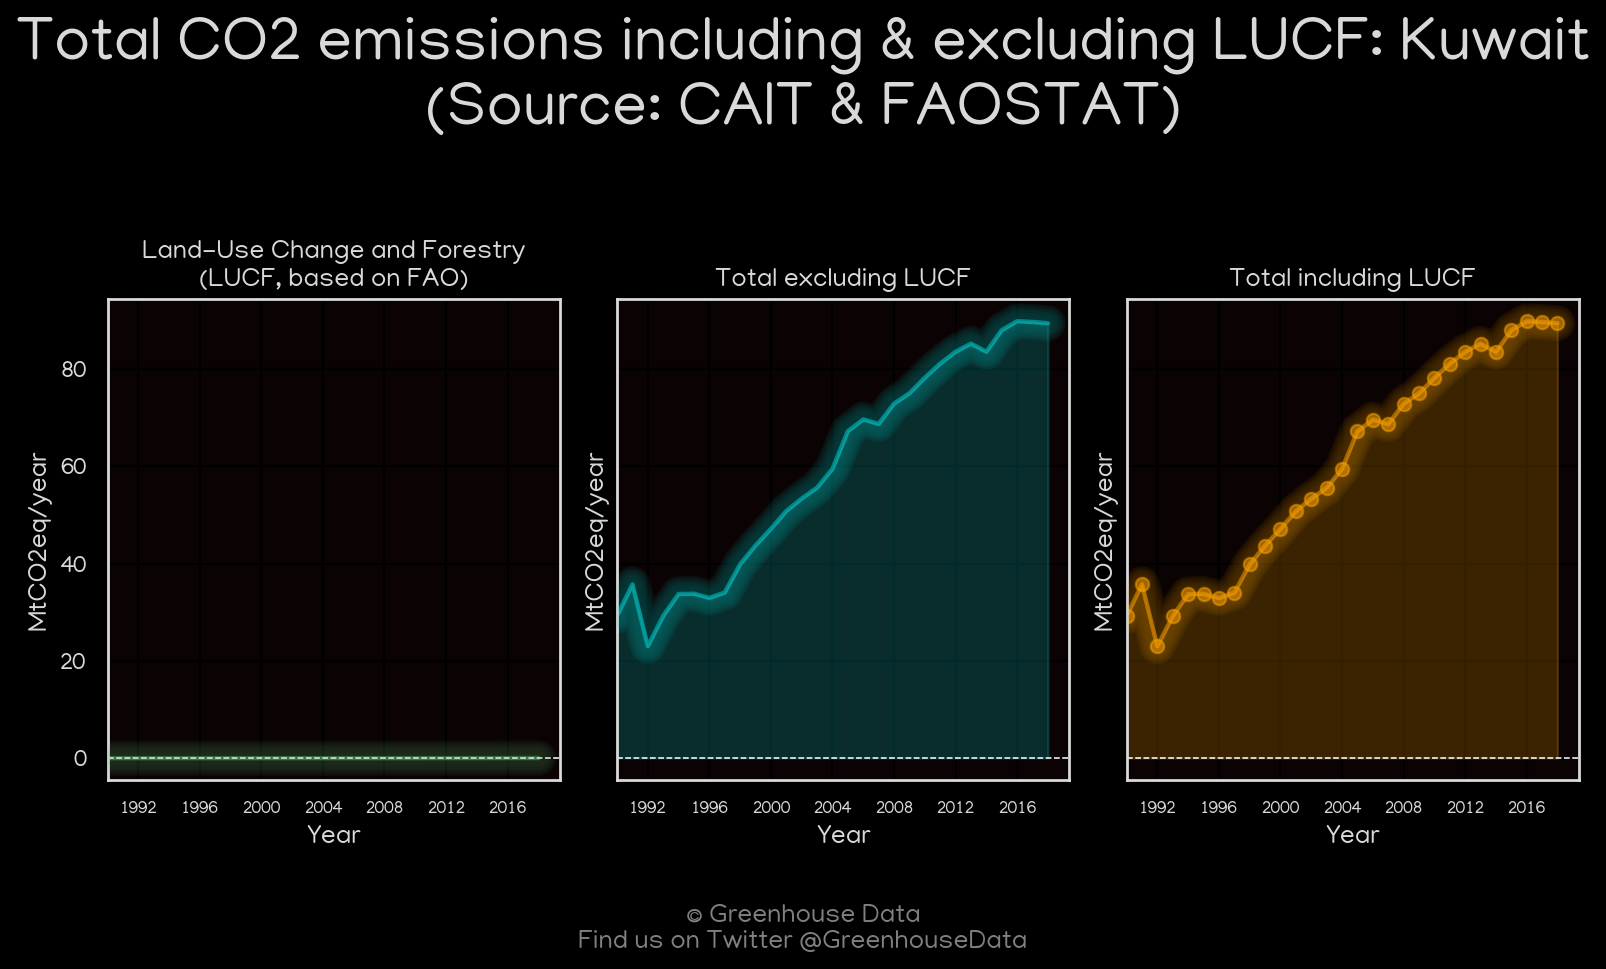 Total CO2 emissions including & excluding LUCF: Kuwait
(Source: CAIT & FAOSTAT)
Land-Use Change and Forestry
(LUCF, based on FAO)
MtCO2eq/year
80
60
40
20
0
1992 1996 2000 2004 2008 2012 2016
Year
Total excluding LUCF
MtCO2eq/year
1992 1996 2000 2004 2008 2012 2016
Year
Total including LUCF
MtCO2eq/year
1992 1996 2000 2004 2008 2012 2016
Year
© Greenhouse Data
Find us on Twitter @GreenhouseData